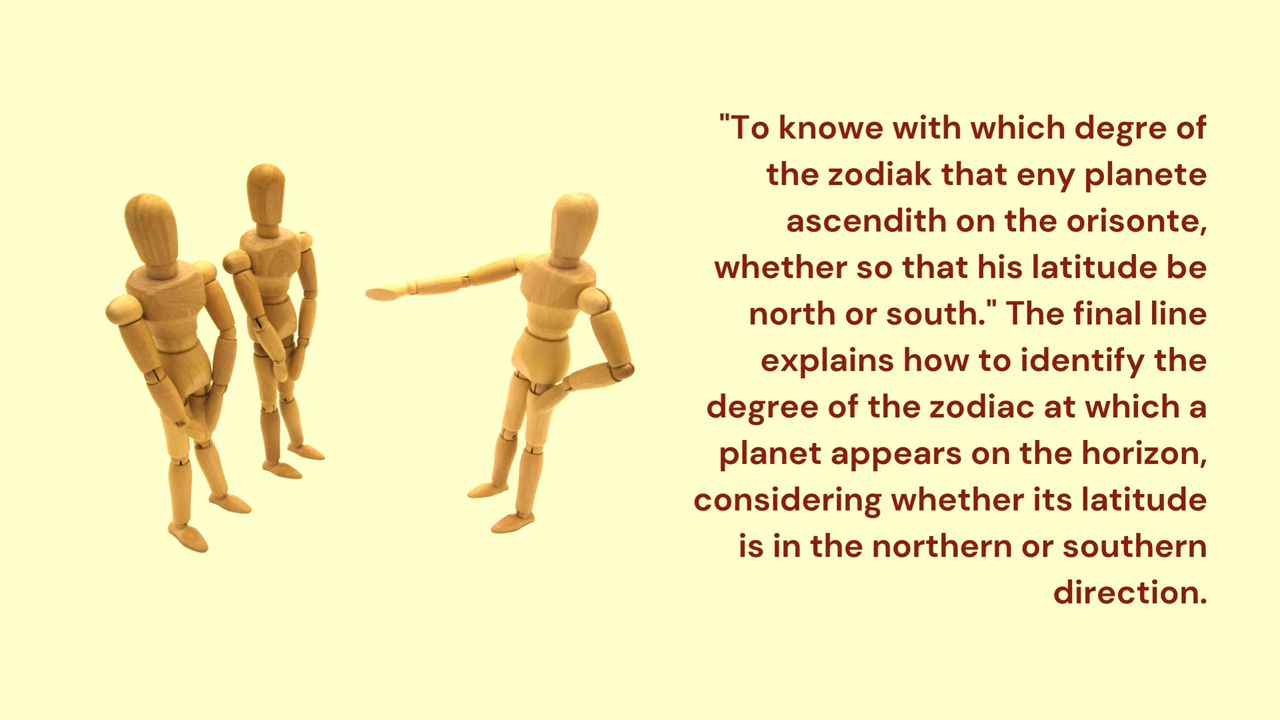 "To knowe with which degre of
the zodiak that eny planete
ascendith on the orisonte,
whether so that his latitude be
north or south." The final line
explains how to identify the
degree of the zodiac at which a
planet appears on the horizon,
considering whether its latitude
is in the northern or southern
direction.